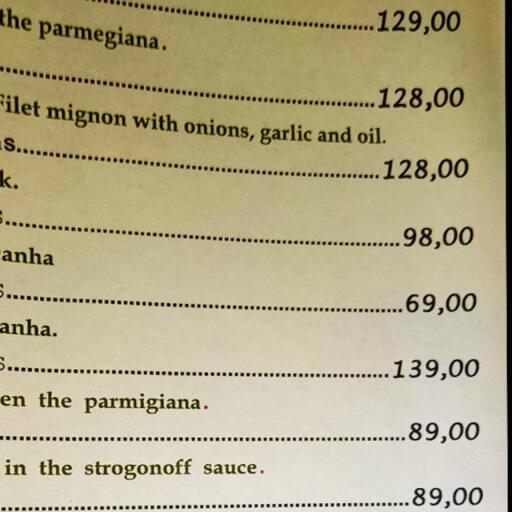 ..........129,00
the parmegiana.
..........128,00
Filet mignon with onions, garlic and oil.
s..........128,00
k.
s..........98,00
anha
s..........69,00
anha.
s..........139,00
en the parmigiana.
..........89,00
in the strogonoff sauce.
..........89,00